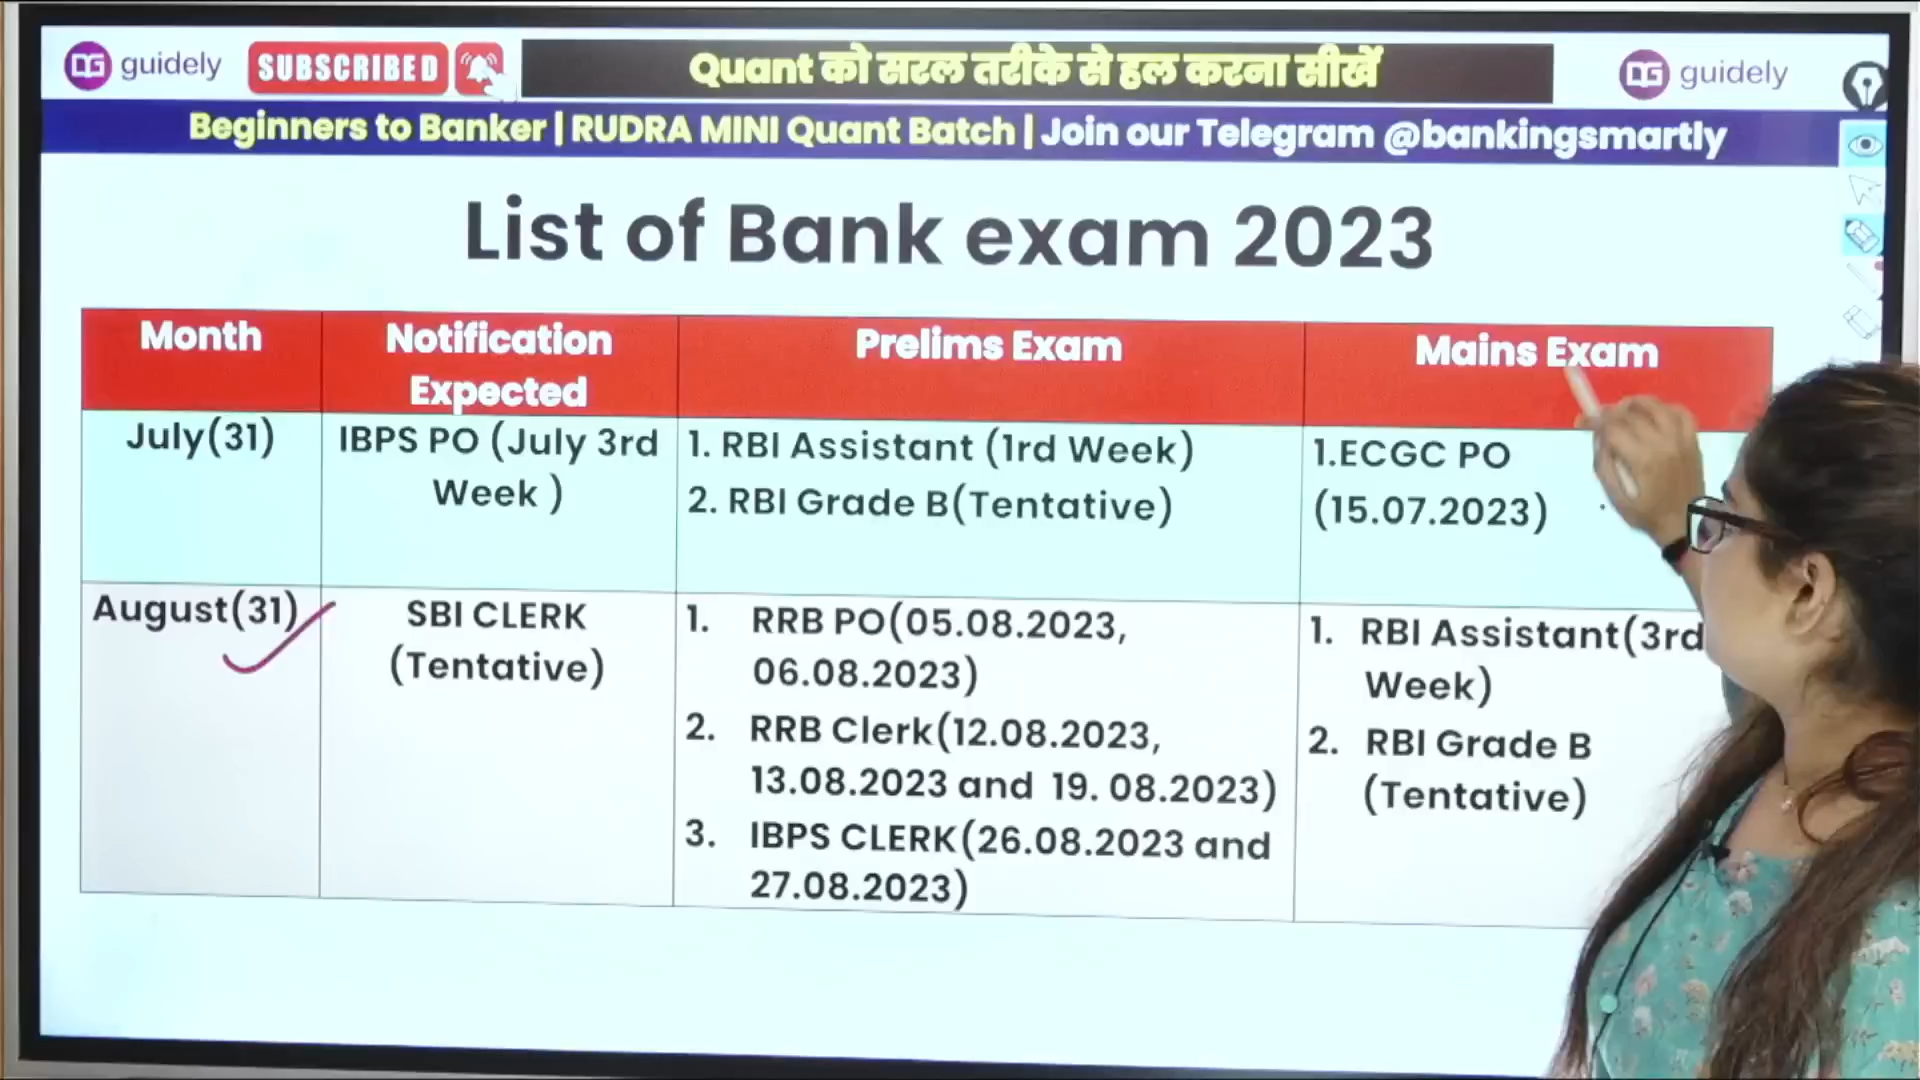 guidely
SUBSCRIBED
Quant को सरल तरीके से हल करना सीखें
guidely
Beginners to Banker | RUDRA MINI Quant Batch | Join our Telegram @bankingsmartly
List of Bank exam 2023
Month
Notification
Expected
Prelims Exam
Mains Exam
July(31)
IBPS PO (July 3rd
Week )
1. RBI Assistant (1rd Week)
2. RBI Grade B(Tentative)
1.ECGC PO
(15.07.2023)
August(31)
SBI CLERK
(Tentative)
1. RRB PO(05.08.2023,
06.08.2023)
2. RRB Clerk(12.08.2023,
13.08.2023 and 19. 08.2023)
3. IBPS CLERK(26.08.2023 and
27.08.2023)
1. RBI Assistant(3rd
Week)
2. RBI Grade B
(Tentative)